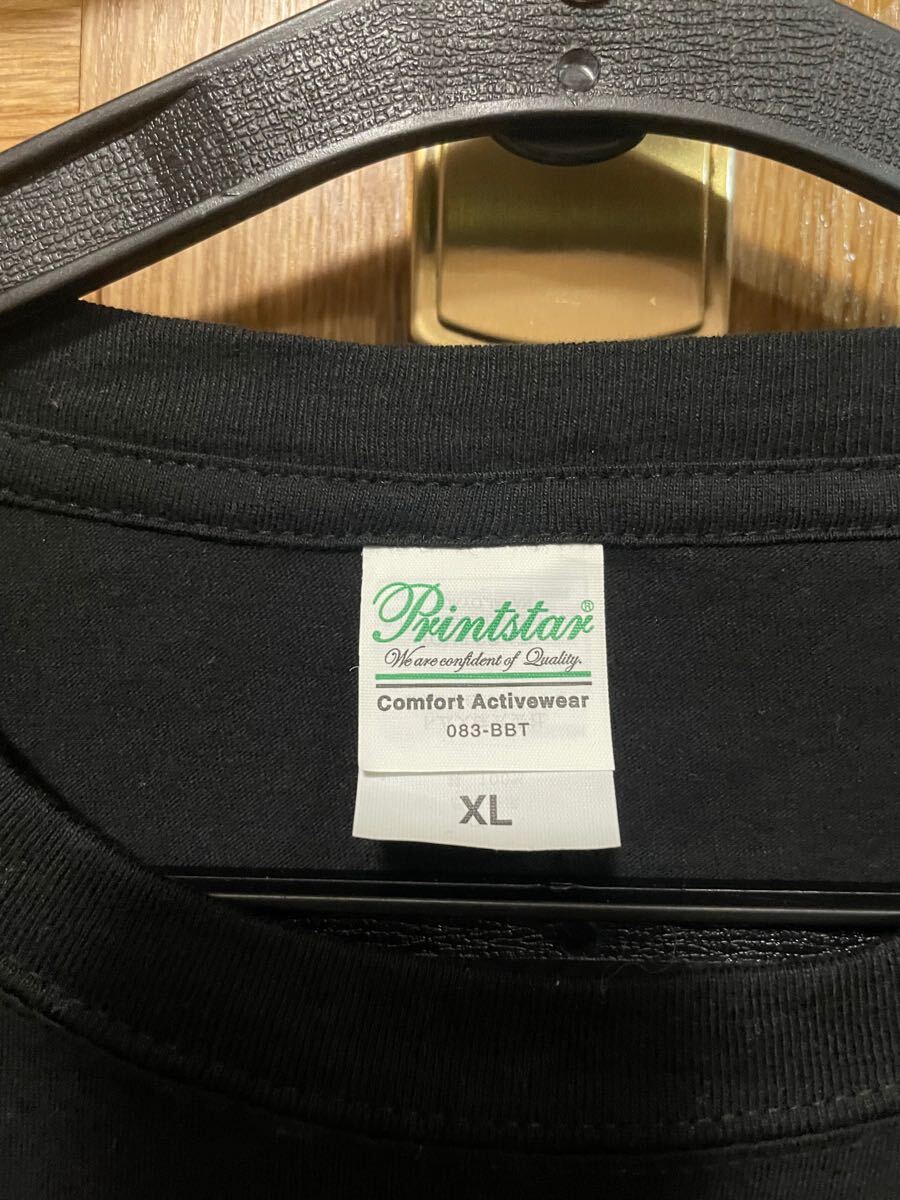 Printstar®
We are confident of Quality.
Comfort Activewear
083-BBT
XL